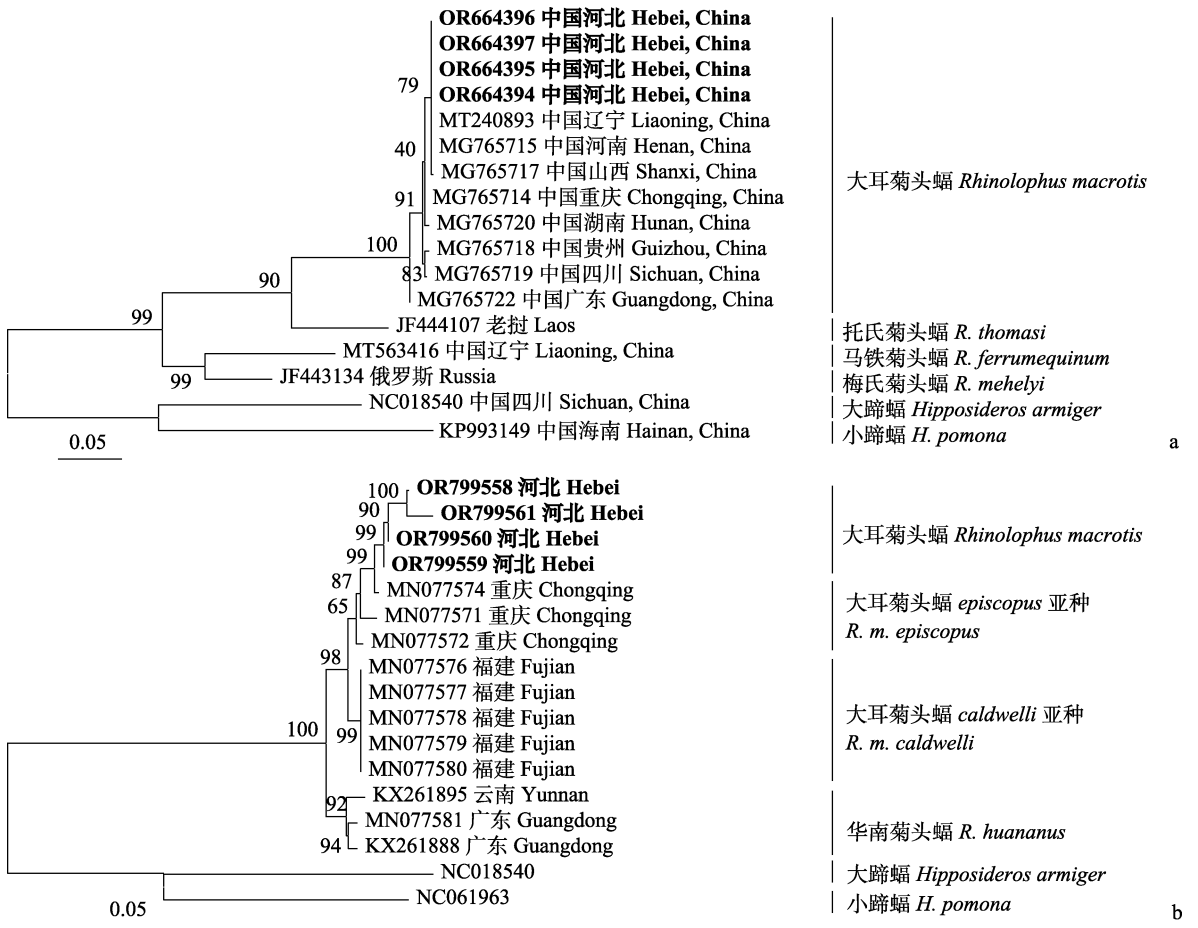 OR664396 中国河北 Hebei, China
OR664397 中国河北 Hebei, China
OR664395 中国河北 Hebei, China
79
OR664394 中国河北 Hebei, China
MT240893 中国辽宁 Liaoning, China
40
MG765715 中国河南 Henan, China
MG765717 中国山西 Shanxi, China
大耳菊头蝠 Rhinolophus macrotis
91
MG765714 中国重庆 Chongqing, China
MG765720 中国湖南 Hunan, China
100
MG765718 中国贵州 Guizhou, China
90
83
MG765719 中国四川 Sichuan, China
MG765722 中国广东 Guangdong, China
99
JF444107 老挝 Laos
托氏菊头蝠 R. thomasi
MT563416 中国辽宁 Liaoning, China
马铁菊头蝠 R. ferrumequinum
99
JF443134 俄罗斯 Russia
梅氏菊头蝠 R. mehelyi
NC018540 中国四川 Sichuan, China
大蹄蝠 Hipposideros armiger
KP993149 中国海南 Hainan, China
小蹄蝠 H. pomona
0.05
a
100
OR799558 河北 Hebei
90
OR799561 河北 Hebei
99
OR799560 河北 Hebei
大耳菊头蝠 Rhinolophus macrotis
99
OR799559 河北 Hebei
87
MN077574 重庆 Chongqing
大耳菊头蝠 episcopus 亚种
R. m. episcopus
65
MN077571 重庆 Chongqing
MN077572 重庆 Chongqing
98
MN077576 福建 Fujian
MN077577 福建 Fujian
MN077578 福建 Fujian
大耳菊头蝠 caldwelli 亚种
R. m. caldwelli
100
99
MN077579 福建 Fujian
MN077580 福建 Fujian
92
KX261895 云南 Yunnan
MN077581 广东 Guangdong
华南菊头蝠 R. huananus
94
KX261888 广东 Guangdong
NC018540
大蹄蝠 Hipposideros armiger
NC061963
小蹄蝠 H. pomona
0.05
b